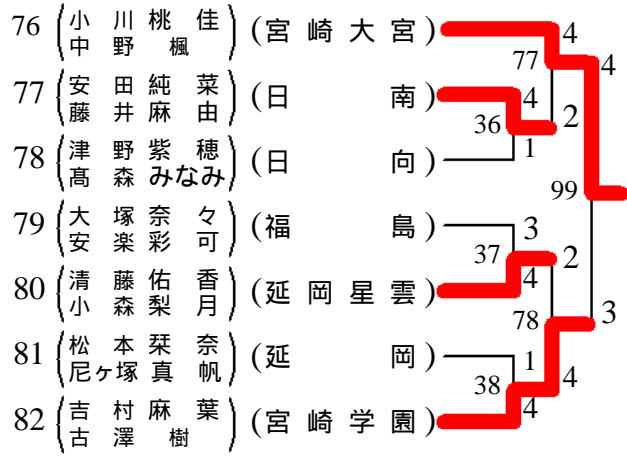 76 小川桃佳 中野楓 (宮崎大宮) 4
77 4
77 安田純菜 藤井麻由 (日南) 4
36 2
78 津野紫穂 髙森みなみ (日向) 1
99
79 大塚奈々 安楽彩可 (福島) 3
37 2
80 清藤佑香 小森梨月 (延岡星雲) 4
78 3
81 松本栞奈 尼ヶ塚真帆 (延岡) 1
38 4
82 吉村麻葉 古澤樹 (宮崎学園) 4